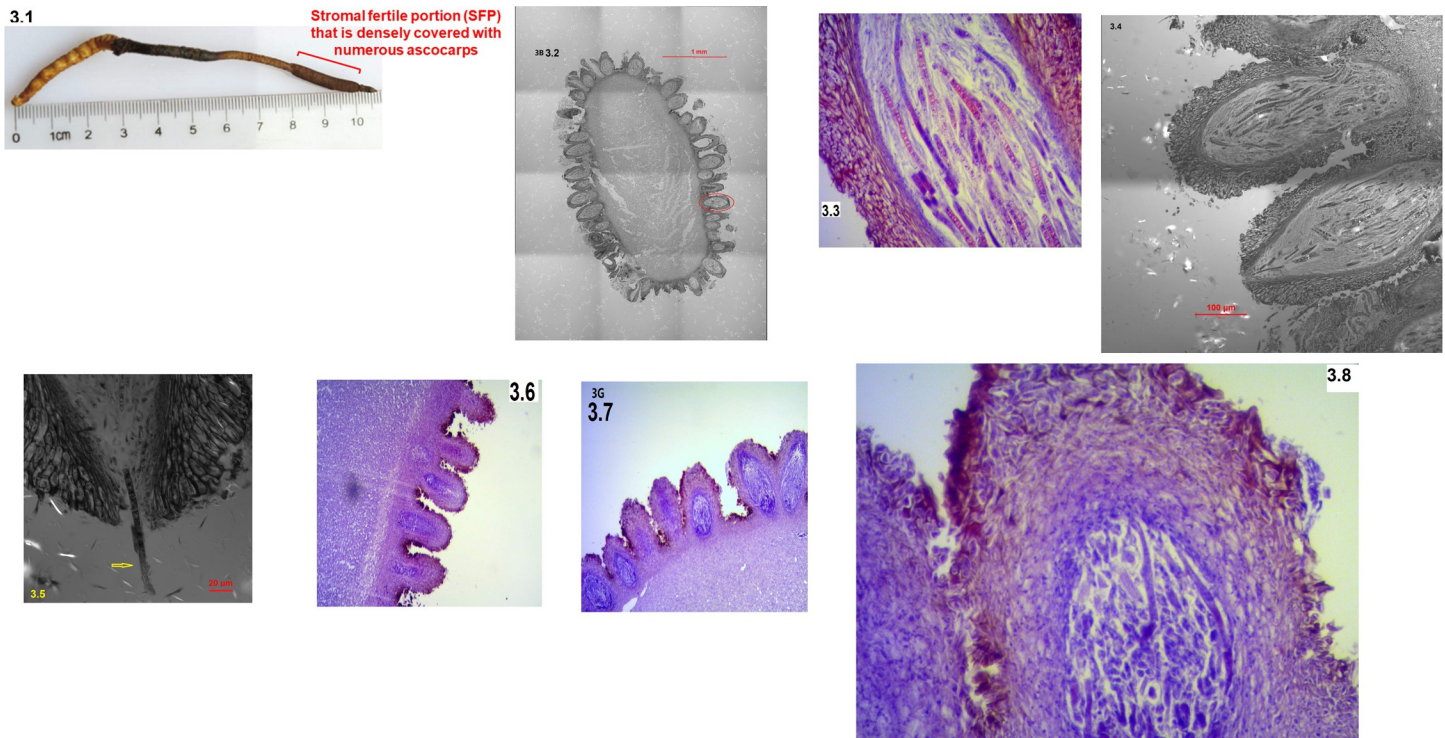 3.1
Stromal fertile portion (SFP)
that is densely covered with
numerous ascocarps
0 1cm 2 3 4 5 6 7 8 9 10
3B 3.2
1 mm
3.3
3.4
100 µm
3.5
20 µm
3.6
3G
3.7
3.8